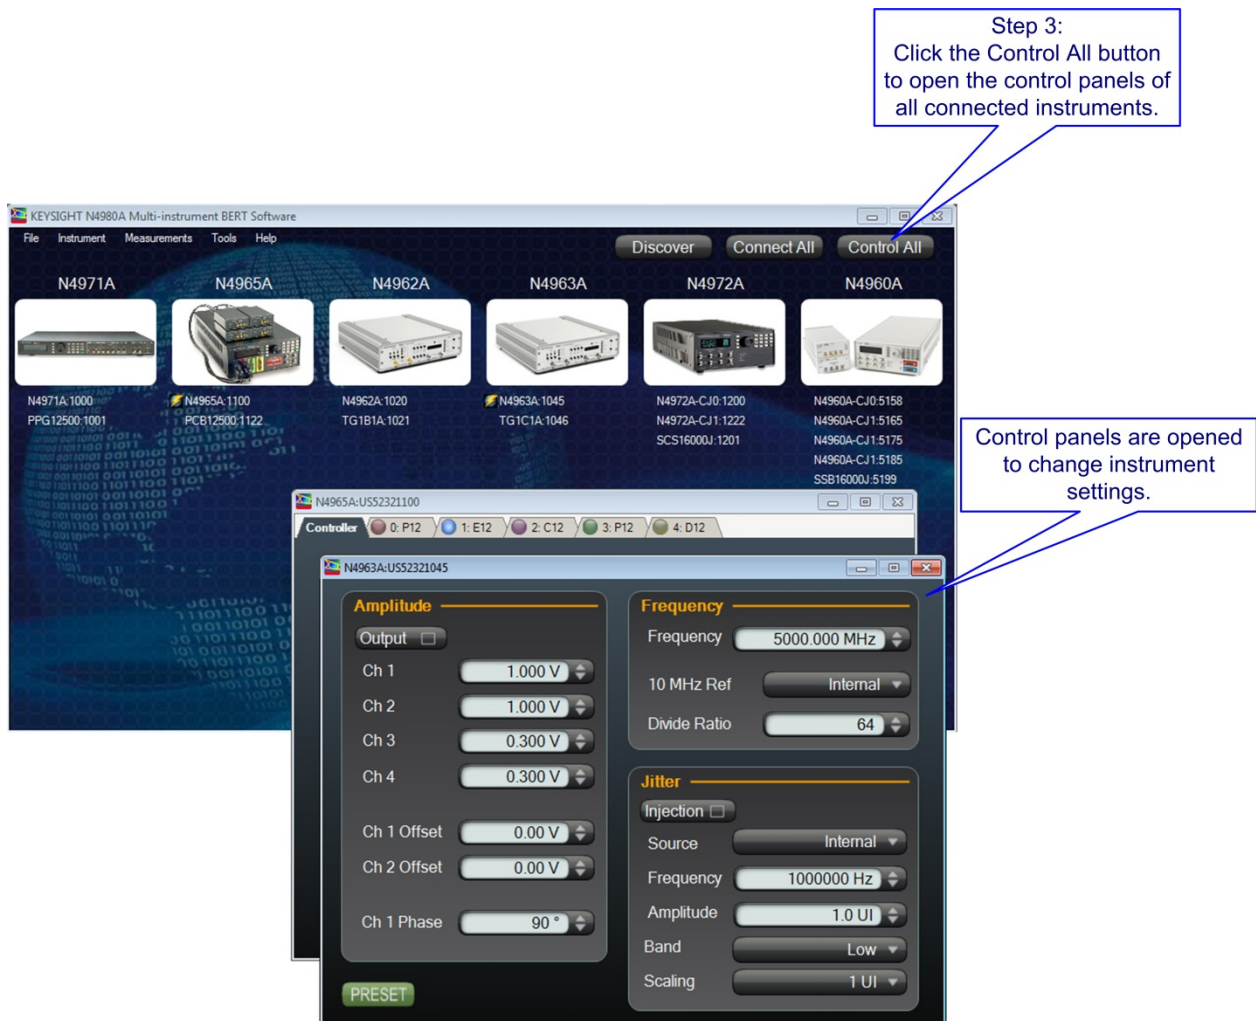 Step 3:
Click the Control All button
to open the control panels of
all connected instruments.
KEYSIGHT N4980A Multi-instrument BERT Software
File Instrument Measurements Tools Help
Discover Connect All Control All
N4971A N4965A N4962A N4963A N4972A N4960A
N4971A:1000 N4965A:1100 N4962A:1020 N4963A:1045 N4972A-CJ0:1200 N4960A-CJ0:5158
PPG12500:1001 PCB12500:1122 TG1B1A:1021 TG1C1A:1046 N4972A-CJ1:1222 N4960A-CJ1:5165
SCS16000J:1201 N4960A-CJ1:5175
N4960A-CJ1:5185
SSB16000J:5199
Control panels are opened
to change instrument
settings.
N4965A:US52321100
Controller 0: P12 1: E12 2: C12 3: P12 4: D12
N4963A:US52321045
Amplitude
Output
Ch 1 1.000 V
Ch 2 1.000 V
Ch 3 0.300 V
Ch 4 0.300 V
Ch 1 Offset 0.00 V
Ch 2 Offset 0.00 V
Ch 1 Phase 90 °
PRESET
Frequency
Frequency 5000.000 MHz
10 MHz Ref Internal
Divide Ratio 64
Jitter
Injection
Source Internal
Frequency 1000000 Hz
Amplitude 1.0 UI
Band Low
Scaling 1 UI